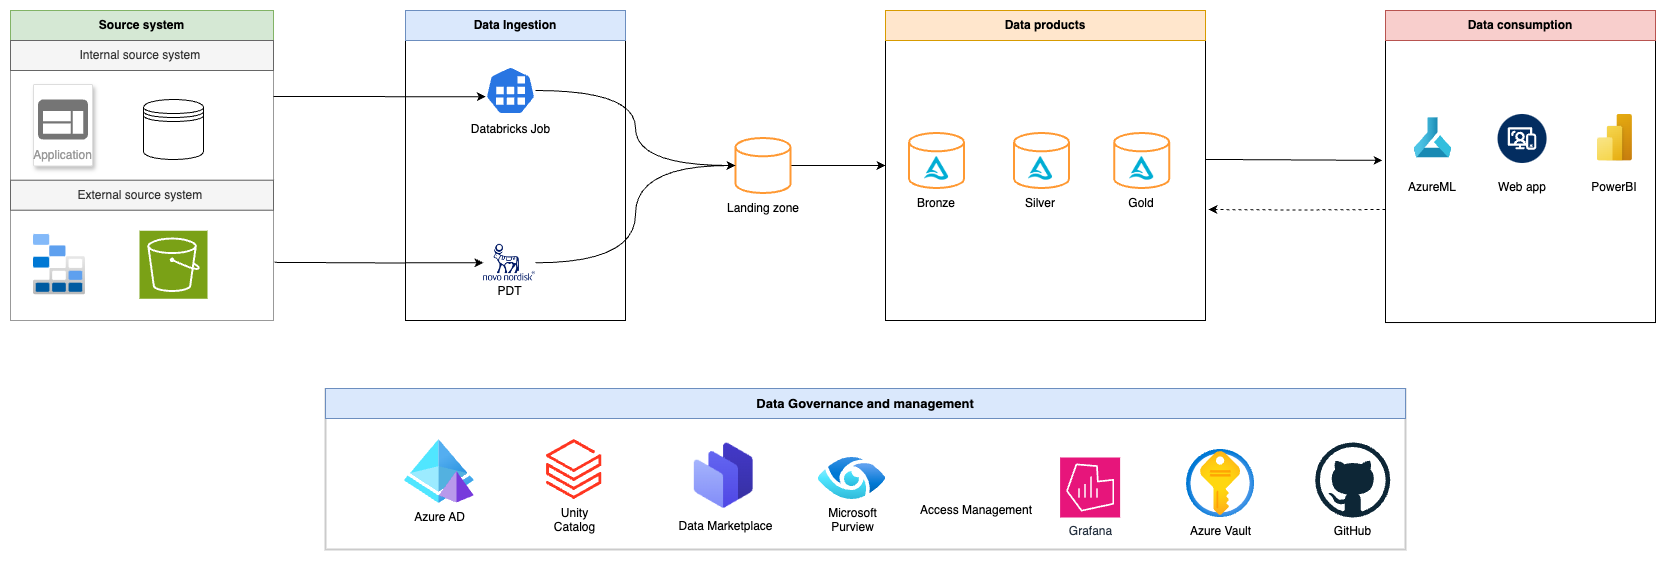 Source system
Internal source system
Application
External source system
Data Ingestion
Databricks Job
novo nordisk®
PDT
Landing zone
Data products
Bronze
Silver
Gold
Data consumption
AzureML
Web app
PowerBI
Data Governance and management
Azure AD
Unity
Catalog
Data Marketplace
Microsoft
Purview
Access Management
Grafana
Azure Vault
GitHub